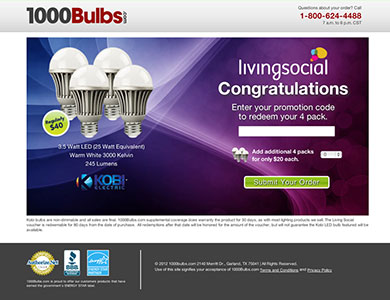 1000Bulbs.com
Questions about your order? Call
1-800-624-4488
7 a.m. to 6 p.m. CST
livingsocial
Congratulations
Enter your promotion code
to redeem your 4 pack.
Regularly
$40
3.5 Watt LED (25 Watt Equivalent)
Warm White 3000 Kelvin
245 Lumens
KOBI
ELECTRIC
Add additional 4 packs
for only $20 each.
0
Submit Your Order
Kobi bulbs are non-dimmable and all sales are final. 1000Bulbs.com supplemental coverage does warranty the product for 30 days, as with most lighting products we sell. The Living Social
voucher is redeemable for 60 days from the date of purchase. All redemptions after that date will be honored for the amount of the voucher, but will not guarantee the Kobi LED bulb featured will be
available.
Authorize.Net
BBB
ENERGY STAR
© 2012 1000Bulbs.com 2140 Merritt Dr., Garland, TX 75041 | All Rights Reserved.
Use of this site signifies your acceptance of 1000Bulbs.com Terms and Conditions and Privacy Policy
1000Bulbs.com is proud to offer our customers products that have
earned the government's ENERGY STAR label.